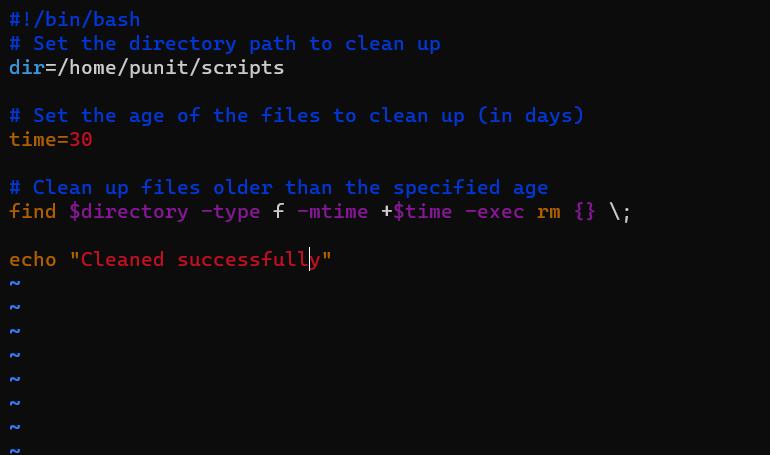 #!/bin/bash
# Set the directory path to clean up
dir=/home/punit/scripts
# Set the age of the files to clean up (in days)
time=30
# Clean up files older than the specified age
find $directory -type f -mtime +$time -exec rm {} \;
echo "Cleaned successfully"
~
~
~
~
~
~
~
~